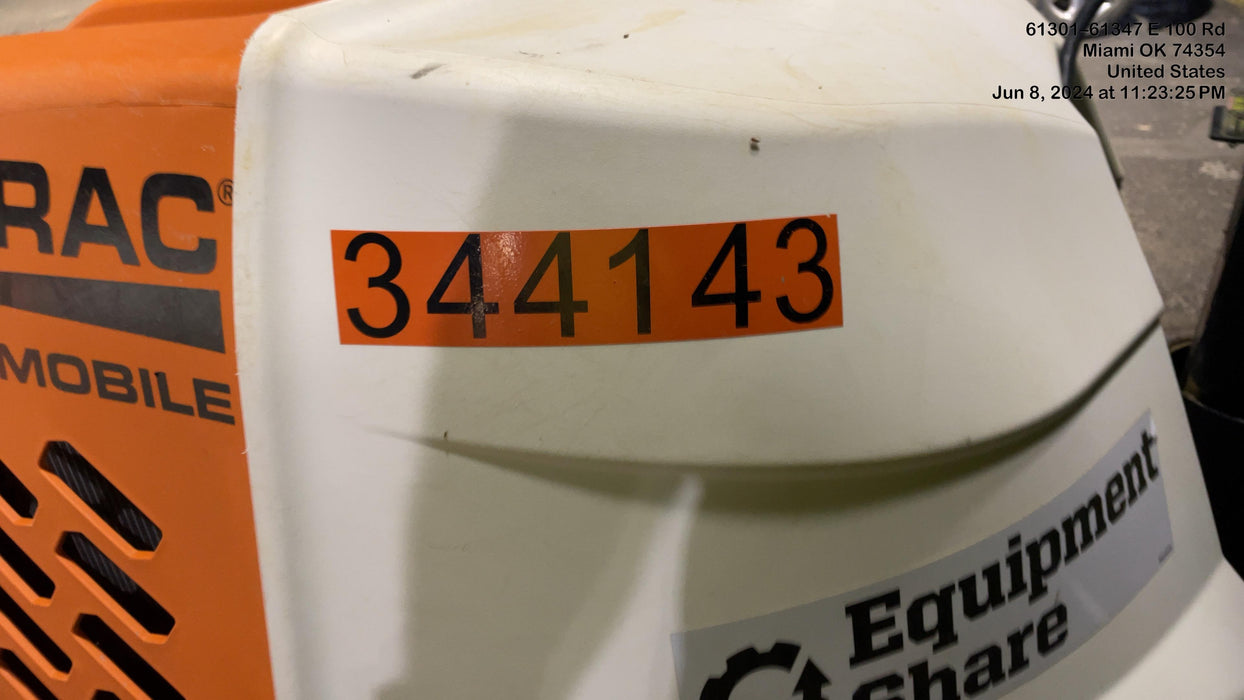 61301–61347 E 100 Rd
Miami OK 74354
United States
Jun 8, 2024 at 11:23:25 PM
RAC®
MOBILE
344143
Equipment
Share